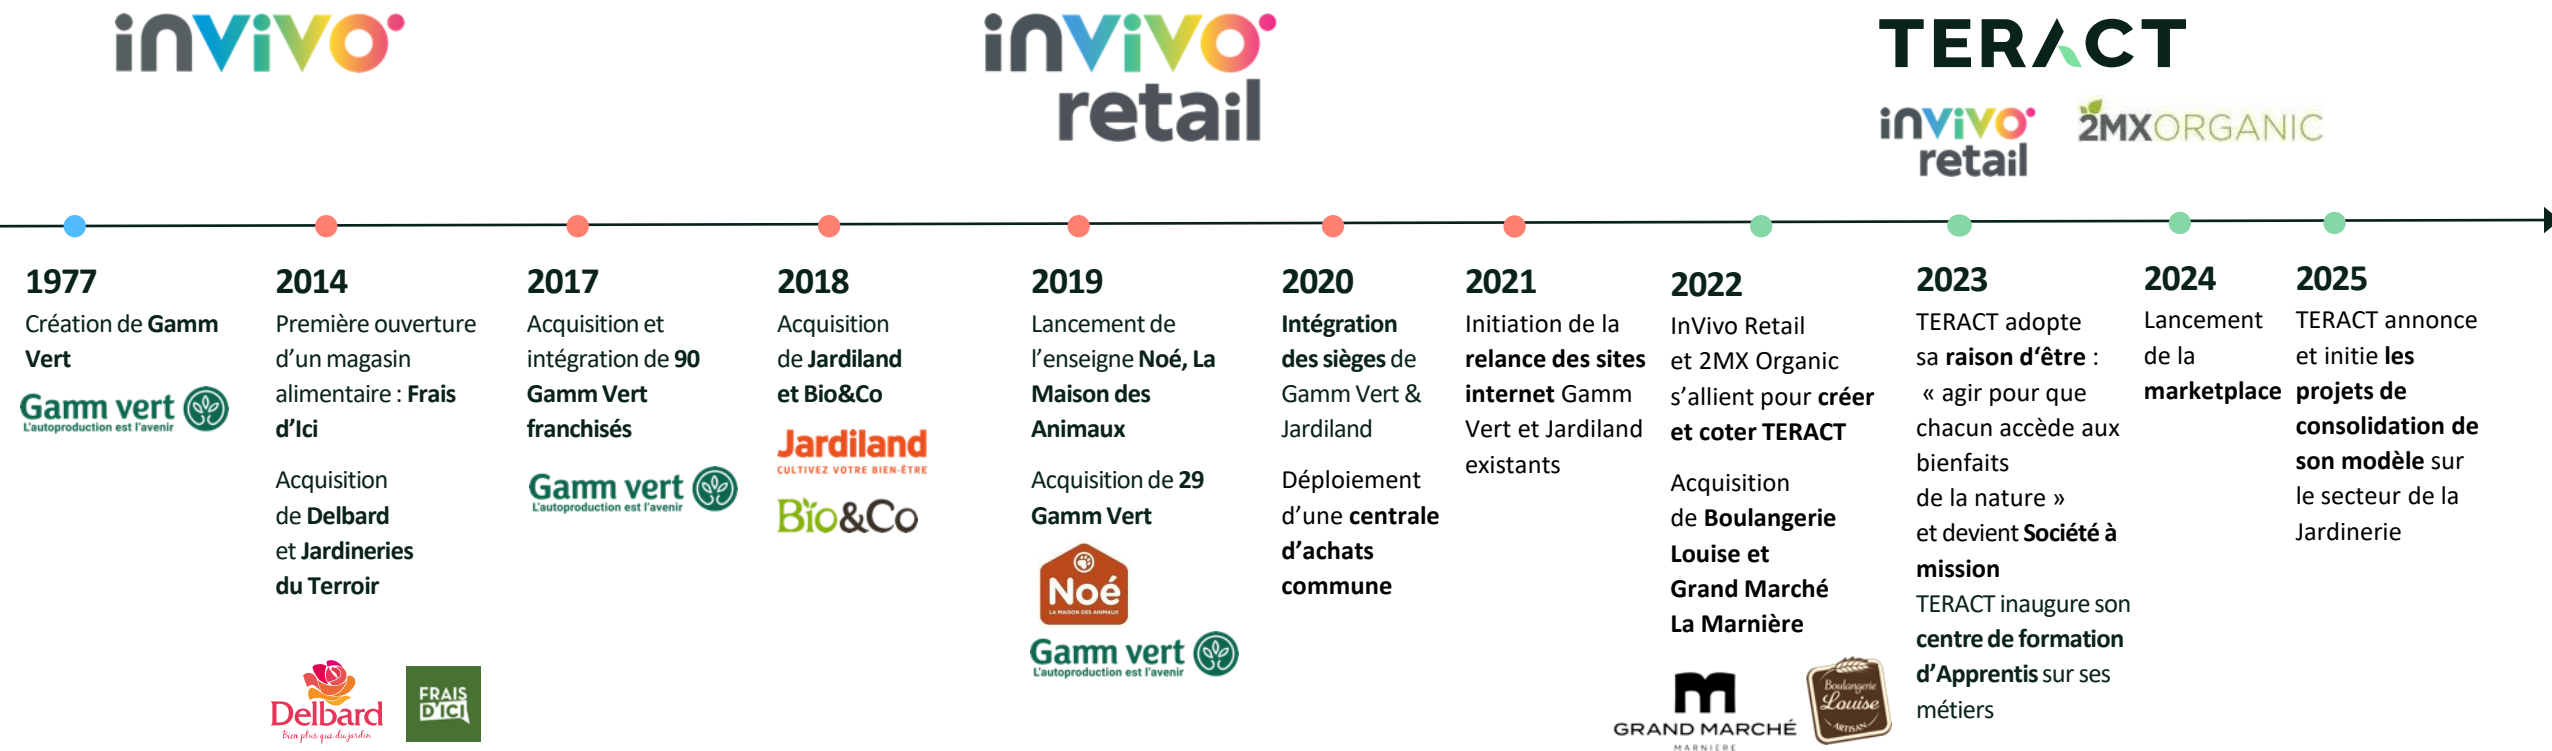 invivo
invivo
retail
TERACT
invivo
retail
2MXORGANIC
1977
Création de Gamm
Vert
Gamm vert
L'autoproduction est l'avenir
2014
Première ouverture
d'un magasin
alimentaire : Frais
d'Ici
Acquisition
de Delbard
et Jardineries
du Terroir
Delbard
Bien plus que du jardin
FRAIS
D'ICI
2017
Acquisition et
intégration de 90
Gamm Vert
franchisés
Gamm vert
L'autoproduction est l'avenir
2018
Acquisition
de Jardiland
et Bio&Co
Jardiland
CULTIVEZ VOTRE BIEN-ÊTRE
Bio&Co
2019
Lancement de
l'enseigne Noé, La
Maison des
Animaux
Acquisition de 29
Gamm Vert
Noé
LA MAISON DES ANIMAUX
Gamm vert
L'autoproduction est l'avenir
2020
Intégration
des sièges de
Gamm Vert &
Jardiland
Déploiement
d'une centrale
d'achats
commune
2021
Initiation de la
relance des sites
internet Gamm
Vert et Jardiland
existants
2022
InVivo Retail
et 2MX Organic
s'allient pour créer
et coter TERACT
Acquisition
de Boulangerie
Louise et
Grand Marché
La Marnière
m
GRAND MARCHÉ
MARNIÈRE
Boulangerie
Louise
ARTISAN
2023
TERACT adopte
sa raison d'être :
« agir pour que
chacun accède aux
bienfaits
de la nature »
et devient Société à
mission
TERACT inaugure son
centre de formation
d'Apprentis sur ses
métiers
2024
Lancement
de la
marketplace
2025
TERACT annonce
et initie les
projets de
consolidation de
son modèle sur
le secteur de la
Jardinerie